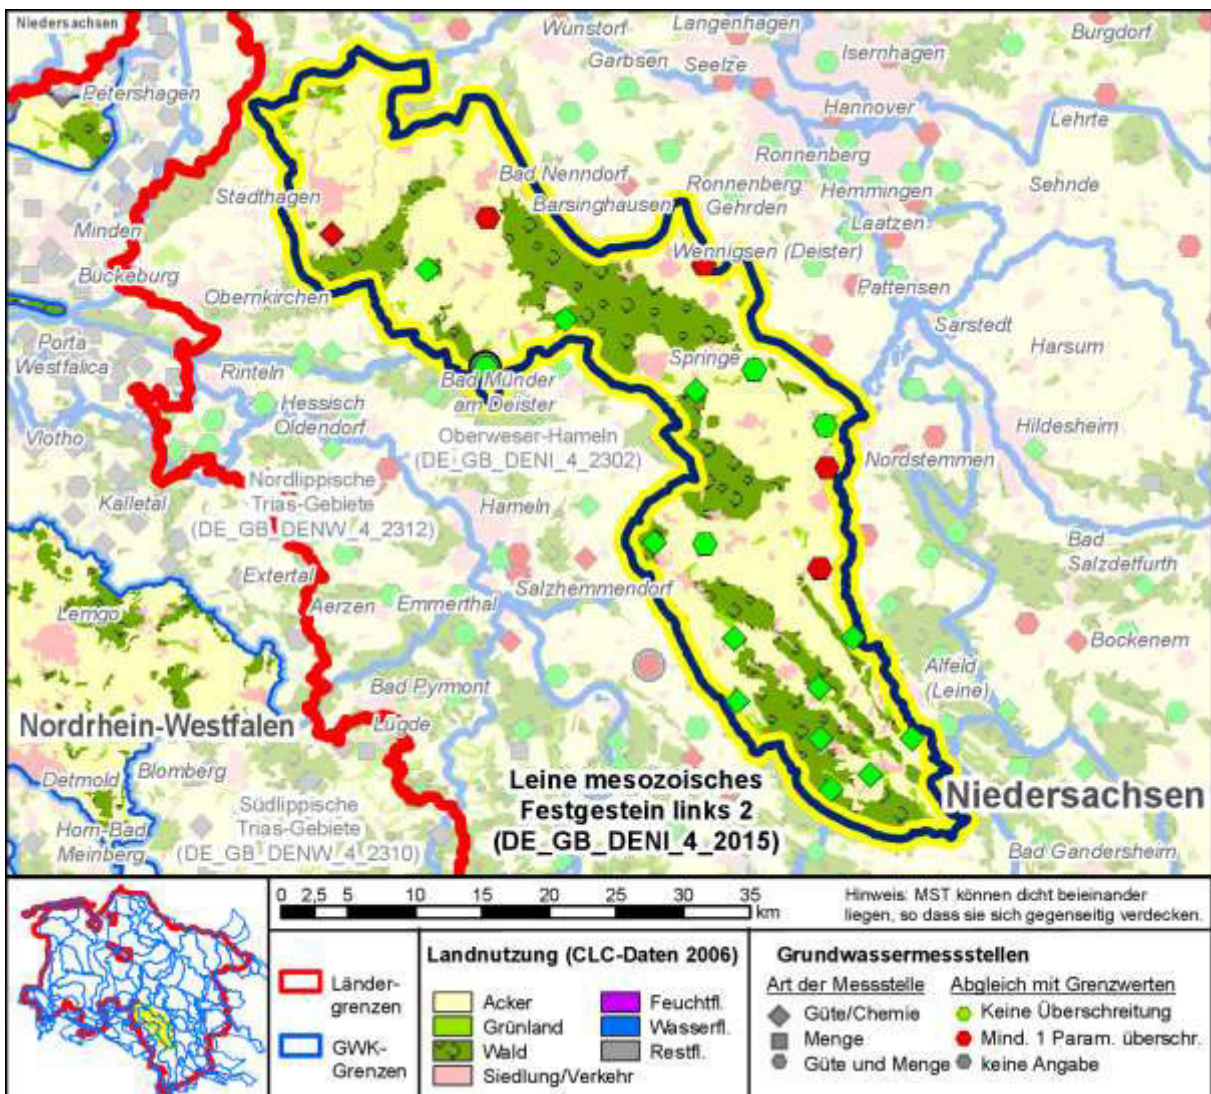 Niedersachsen
Wunstorf
Langenhagen
Burgdorf
Garbsen
Seelze
Isernhagen
Petershagen
Hannover
Lehrte
Ronnenberg
Bad Nenndorf
Stadthagen
Barsinghausen
Ronnenberg
Hemmingen
Sehnde
Gehrden
Laatzen
Minden
Wennigsen (Deister)
Bückeburg
Pattensen
Obernkirchen
Sarstedt
Porta
Westfalica
Springe
Harsum
Rinteln
Bad Münder
am Deister
Hessisch
Oldendorf
Vlotho
Oberweser-Hameln
(DE_GB_DENI_4_2302)
Hildesheim
Nordstemmen
Nordlippische
Trias-Gebiete
(DE_GB_DENW_4_2312)
Kalletal
Hameln
Bad
Salzdetfurth
Extertal
Salzhemmendorf
Aerzen
Emmerthal
Lemgo
Bockenem
Alfeld
(Leine)
Bad Pyrmont
Nordrhein-Westfalen
Lügde
Blomberg
Detmold
Leine mesozoisches
Festgestein links 2
(DE_GB_DENI_4_2015)
Niedersachsen
Südlippische
Trias-Gebiete
(DE_GB_DENW_4_2310)
Horn-Bad
Meinberg
Bad Gandersheim
0 2,5 5 10 15 20 25 30 35
km
Hinweis: MST können dicht beieinander
liegen, so dass sie sich gegenseitig verdecken.
Länder-
grenzen
GWK-
Grenzen
Landnutzung (CLC-Daten 2006)
Acker
Grünland
Wald
Siedlung/Verkehr
Feuchtfl.
Wasserfl.
Restfl.
Grundwassermessstellen
Art der Messstelle
Güte/Chemie
Menge
Güte und Menge
Abgleich mit Grenzwerten
Keine Überschreitung
Mind. 1 Param. überschr.
keine Angabe